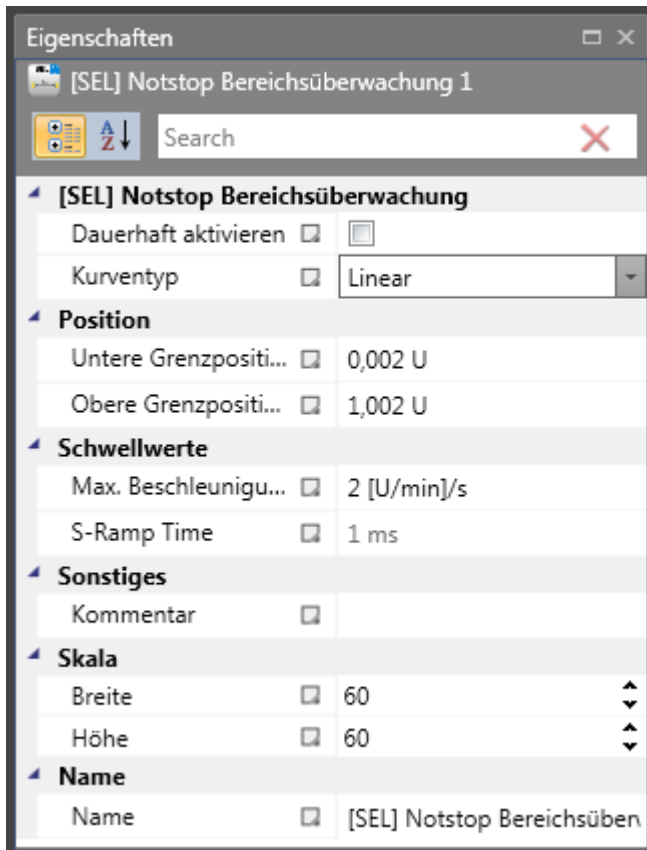 Eigenschaften
[SEL] Notstop Bereichsüberwachung 1
Search
[SEL] Notstop Bereichsüberwachung
Dauerhaft aktivieren
Kurventyp Linear
Position
Untere Grenzpositi... 0,002 U
Obere Grenzpositi... 1,002 U
Schwellwerte
Max. Beschleunigu... 2 [U/min]/s
S-Ramp Time 1 ms
Sonstiges
Kommentar
Skala
Breite 60
Höhe 60
Name
Name [SEL] Notstop Bereichsüben